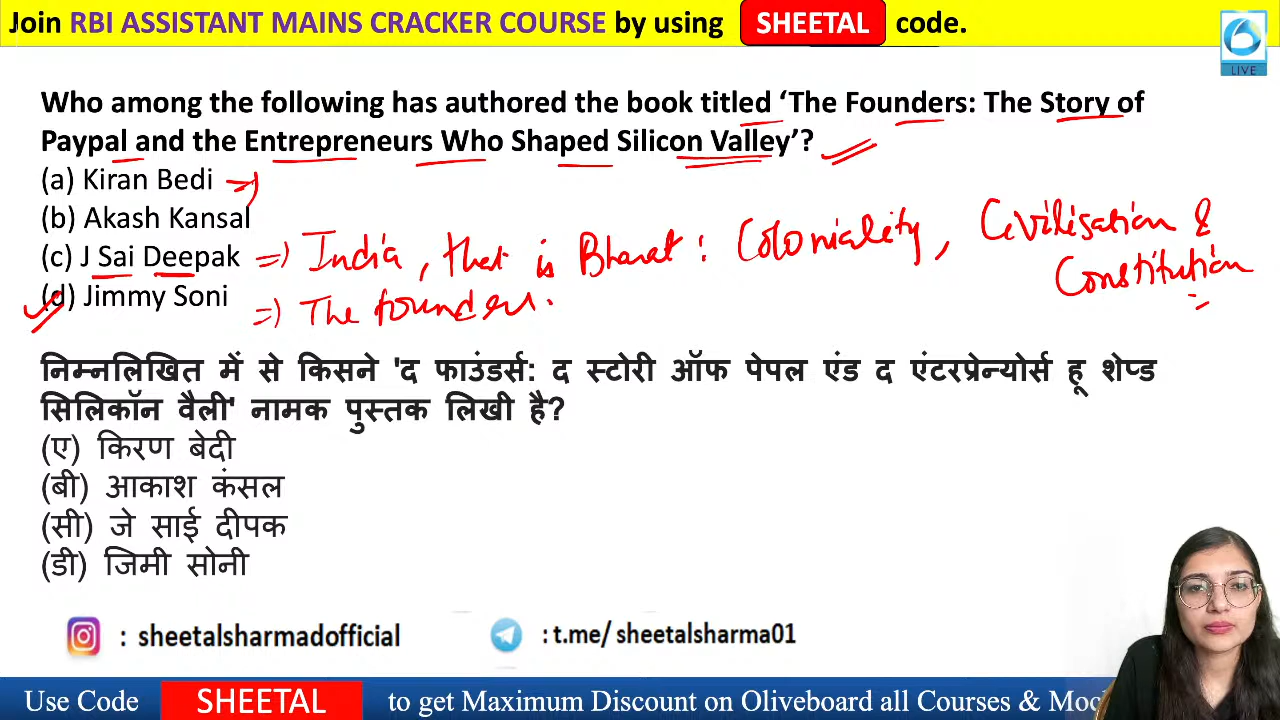 Join RBI ASSISTANT MAINS CRACKER COURSE by using SHEETAL code.
LIVE
Who among the following has authored the book titled ‘The Founders: The Story of
Paypal and the Entrepreneurs Who Shaped Silicon Valley’?
(a) Kiran Bedi
(b) Akash Kansal
(c) J Sai Deepak => India, that is Bharat: Coloniality, Civilisation &
Constitution
(d) Jimmy Soni => The founders.
निम्नलिखित में से किसने 'द फाउंडर्स: द स्टोरी ऑफ पेपल एंड द एंटरप्रेन्योर्स हू शेप्ड
सिलिकॉन वैली' नामक पुस्तक लिखी है?
(ए) किरण बेदी
(बी) आकाश कंसल
(सी) जे साई दीपक
(डी) जिमी सोनी
: sheetalsharmadofficial : t.me/ sheetalsharma01
Use Code SHEETAL to get Maximum Discount on Oliveboard all Courses & Moc